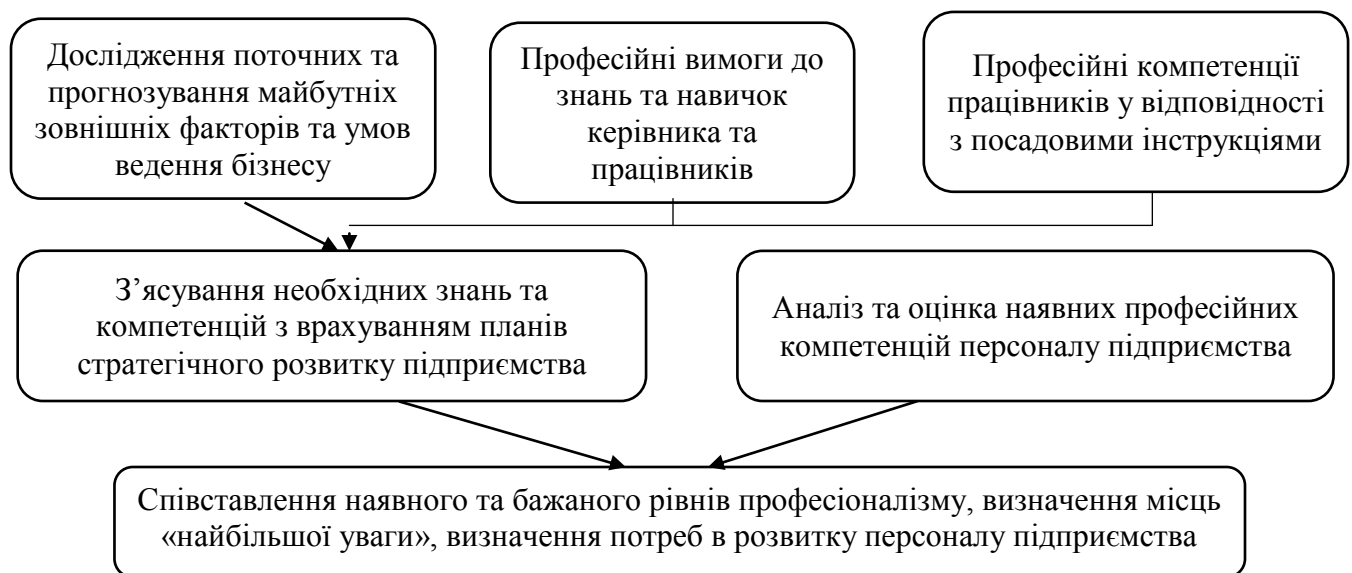 Дослідження поточних та
прогнозування майбутніх
зовнішніх факторів та умов
ведення бізнесу
Професійні вимоги до
знань та навичок
керівника та
працівників
Професійні компетенції
працівників у відповідності
з посадовими інструкціями
З’ясування необхідних знань та
компетенцій з врахуванням планів
стратегічного розвитку підприємства
Аналіз та оцінка наявних професійних
компетенцій персоналу підприємства
Співставлення наявного та бажаного рівнів професіоналізму, визначення місць
«найбільшої уваги», визначення потреб в розвитку персоналу підприємства